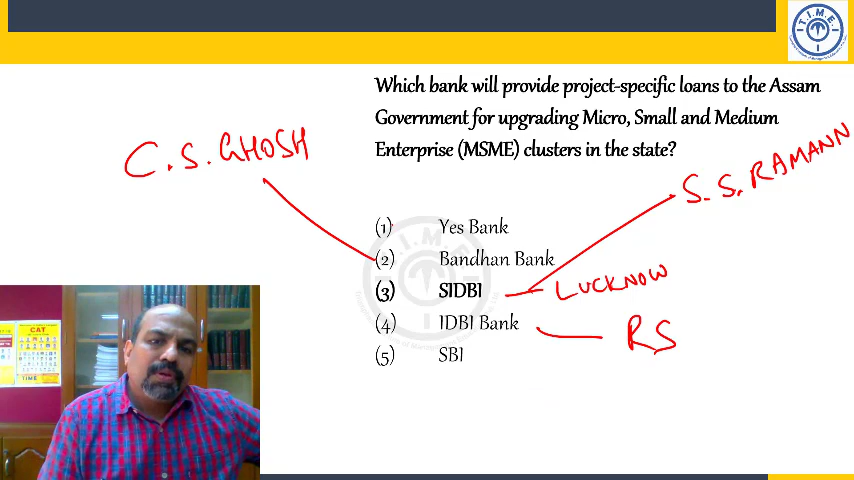 T.I.M.E.
Which bank will provide project-specific loans to the Assam
Government for upgrading Micro, Small and Medium
Enterprise (MSME) clusters in the state?
C. S. GHOSH
S. S. RAMANN
(1) Yes Bank
(2) Bandhan Bank
(3) SIDBI
LUCKNOW
(4) IDBI Bank
RS
(5) SBI
CAT
TIME